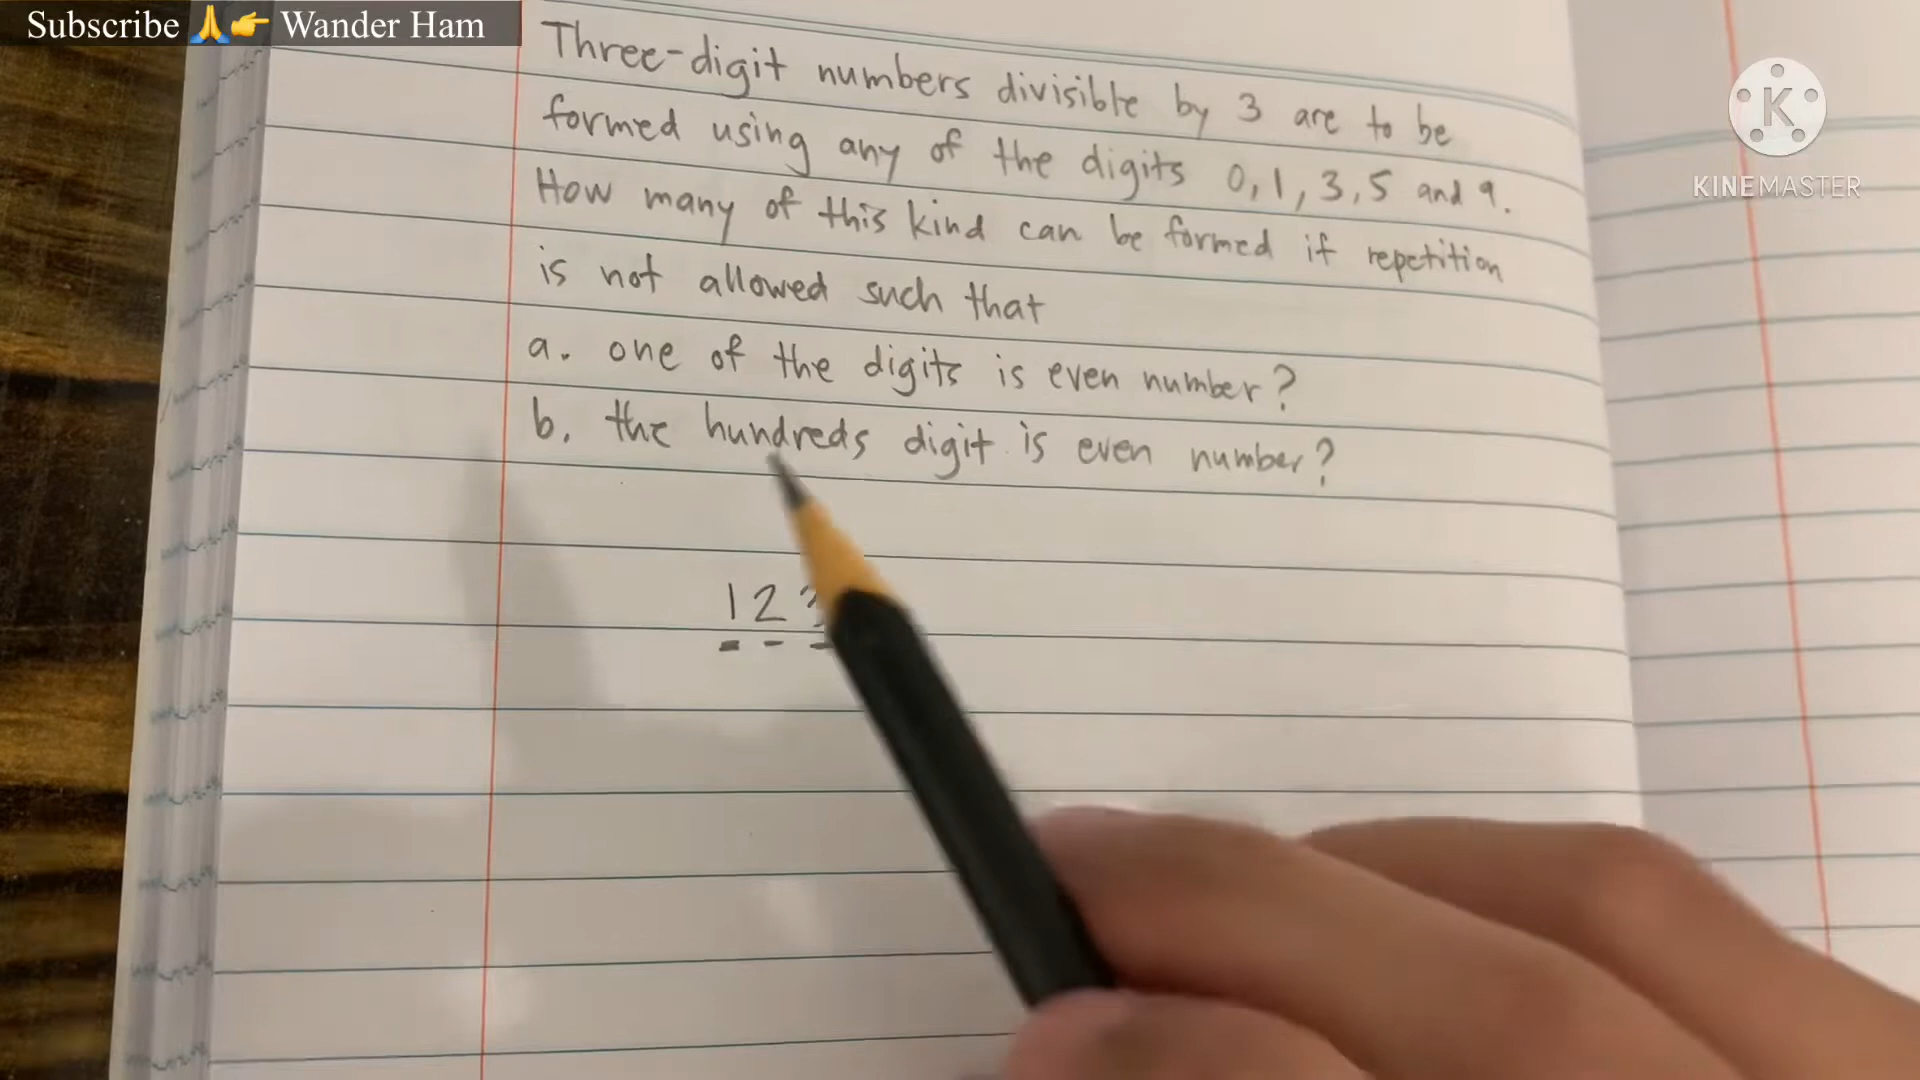 Subscribe 🙏👉 Wander Ham
Three-digit numbers divisible by 3 are to be
formed using any of the digits 0, 1, 3, 5 and 9.
How many of this kind can be formed if repetition
is not allowed such that
a. one of the digits is even number?
b. the hundreds digit is even number?
12
K
KINEMASTER